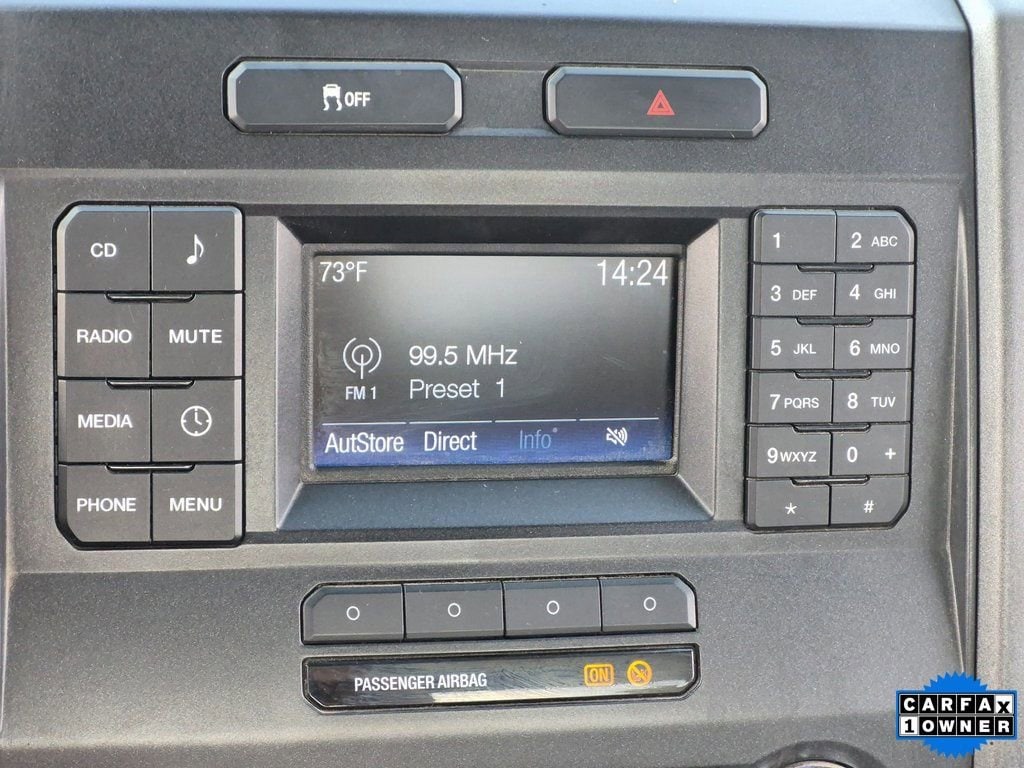 OFF
CD
RADIO MUTE
MEDIA
PHONE MENU
73°F 14:24
99.5 MHz
FM 1 Preset 1
AutStore Direct Info
1 2 ABC
3 DEF 4 GHI
5 JKL 6 MNO
7 PQRS 8 TUV
9 WXYZ 0 +
* #
PASSENGER AIRBAG ON
CARFAX
1 OWNER